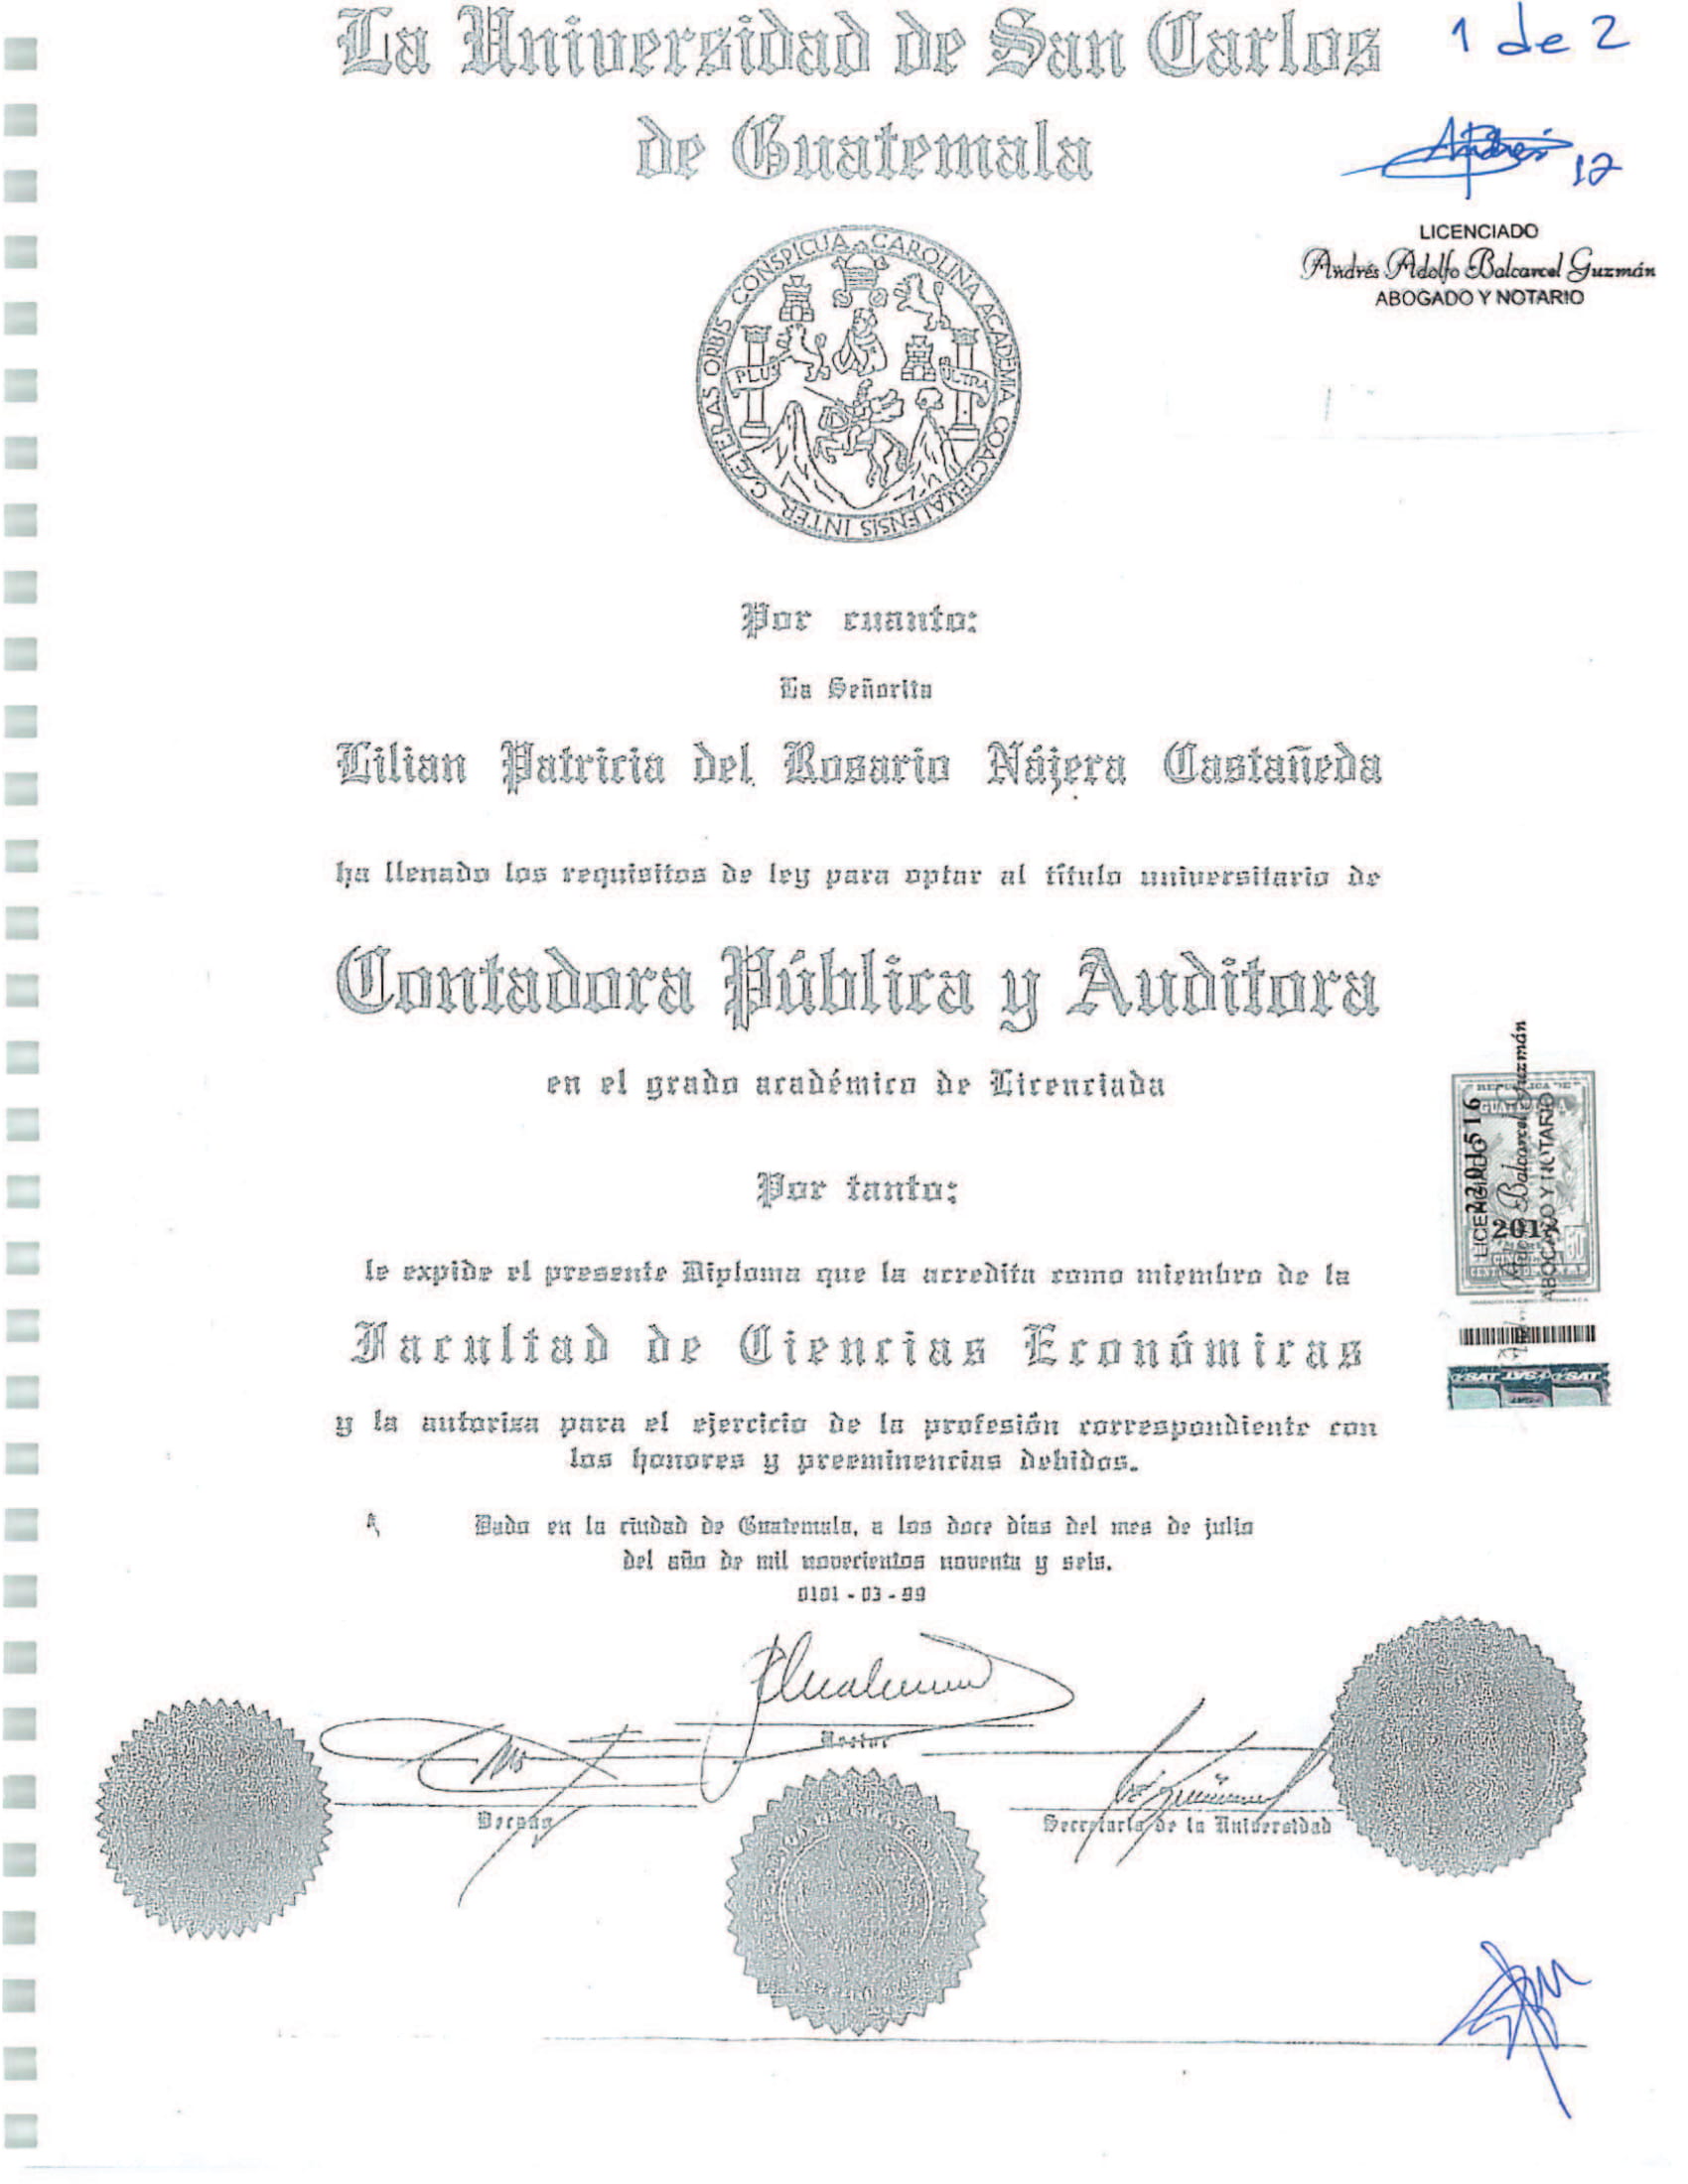 La Universidad de San Carlos
de Guatemala
1 de 2
12
LICENCIADO
Andrés Adolfo Balcarcel Guzmán
ABOGADO Y NOTARIO
CONSPICUA CAROLINA ACADEMIA COACTEMALENSIS INTER CAETERAS ORBIS
PLUS
ULTRA
Por cuanto:
La Señorita
Lilian Patricia del Rosario Nájera Castañeda
ha llenado los requisitos de ley para optar al título universitario de
Contadora Pública y Auditora
en el grado académico de Licenciada
Por tanto:
le expide el presente Diploma que la acredita como miembro de la
Facultad de Ciencias Económicas
y la autoriza para el ejercicio de la profesión correspondiente con
los honores y preeminencias debidos.
Dado en la ciudad de Guatemala, a los doce días del mes de julio
del año de mil novecientos noventa y seis.
0101 - 03 - 99
Rector
Decano
Secretaria de la Universidad
REPUBLICA DE
GUATEMALA
LICENCIADO
Balcarcel Guzmán
ABOGADO Y NOTARIO
SAT SAT SAT